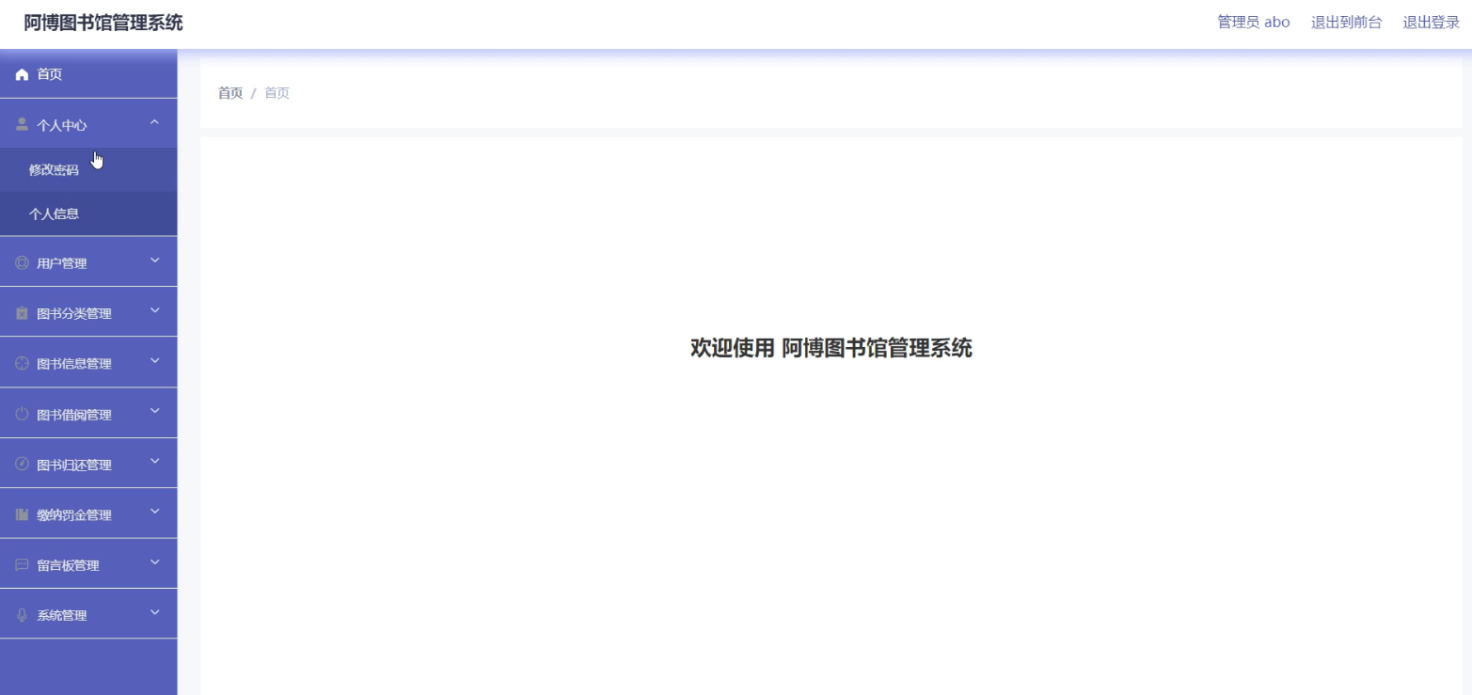 阿博图书馆管理系统
管理员 abo 退出到前台 退出登录
首页
个人中心
修改密码
个人信息
用户管理
图书分类管理
图书信息管理
图书借阅管理
图书归还管理
缴纳罚金管理
留言板管理
系统管理
首页 / 首页
欢迎使用 阿博图书馆管理系统